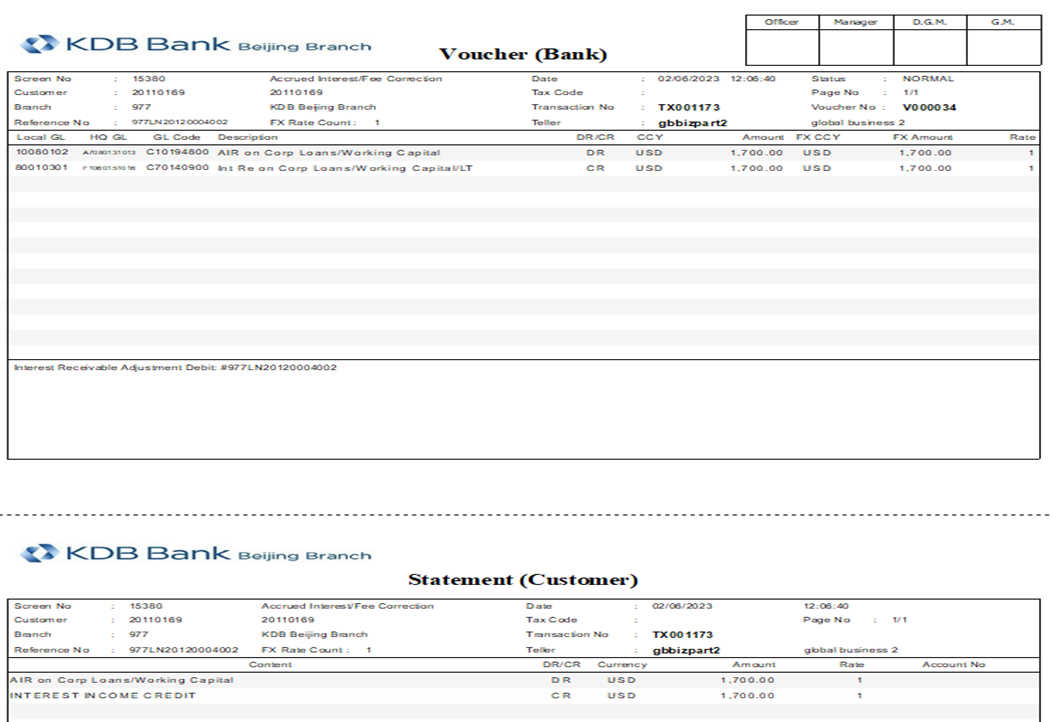 Officer Manager D.G.M. G.M.
KDB Bank Beijing Branch
Voucher (Bank)
Screen No : 15380 Accrued Interest/Fee Correction Date : 02/06/2023 12:06:40 Status : NORMAL
Customer : 20110169 20110169 Tax Code : Page No : 1/1
Branch : 977 KDB Beijing Branch Transaction No : TX001173 Voucher No : V000034
Reference No : 977LN20120004002 FX Rate Count : 1 Teller : gbbizpart2 global business 2
Local GL HQ GL GL Code Description DR/CR CCY Amount FX CCY FX Amount Rate
10080102 A7080131013 C10194800 AIR on Corp Loans/Working Capital DR USD 1,700.00 USD 1,700.00 1
80010301 F1060151016 C70140900 Int Re on Corp Loans/Working Capital/LT CR USD 1,700.00 USD 1,700.00 1
Interest Receivable Adjustment Debit: #977LN20120004002
KDB Bank Beijing Branch
Statement (Customer)
Screen No : 15380 Accrued Interest/Fee Correction Date : 02/06/2023 12:06:40
Customer : 20110169 20110169 Tax Code : Page No : 1/1
Branch : 977 KDB Beijing Branch Transaction No : TX001173
Reference No : 977LN20120004002 FX Rate Count : 1 Teller : gbbizpart2 global business 2
Content DR/CR Currency Amount Rate Account No
AIR on Corp Loans/Working Capital DR USD 1,700.00 1
INTEREST INCOME CREDIT CR USD 1,700.00 1